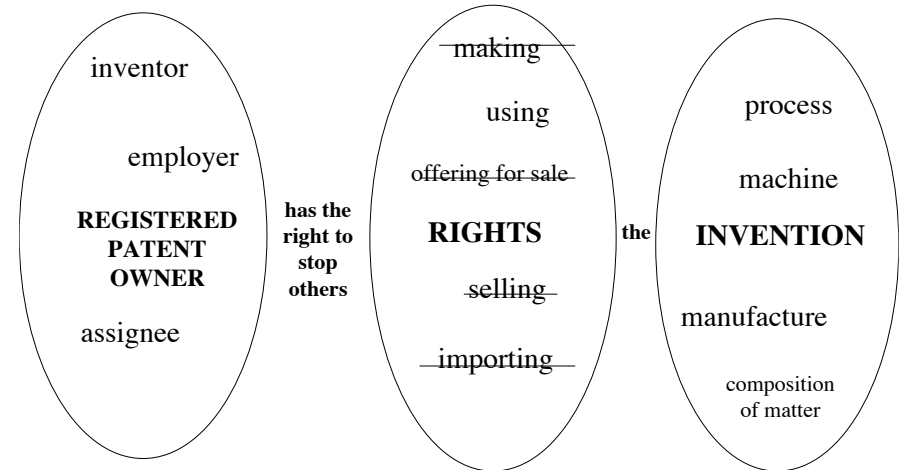 inventor
employer
REGISTERED
PATENT
OWNER
assignee
has the
right to
stop
others
making
using
offering for sale
RIGHTS
selling
importing
the
process
machine
INVENTION
manufacture
composition
of matter